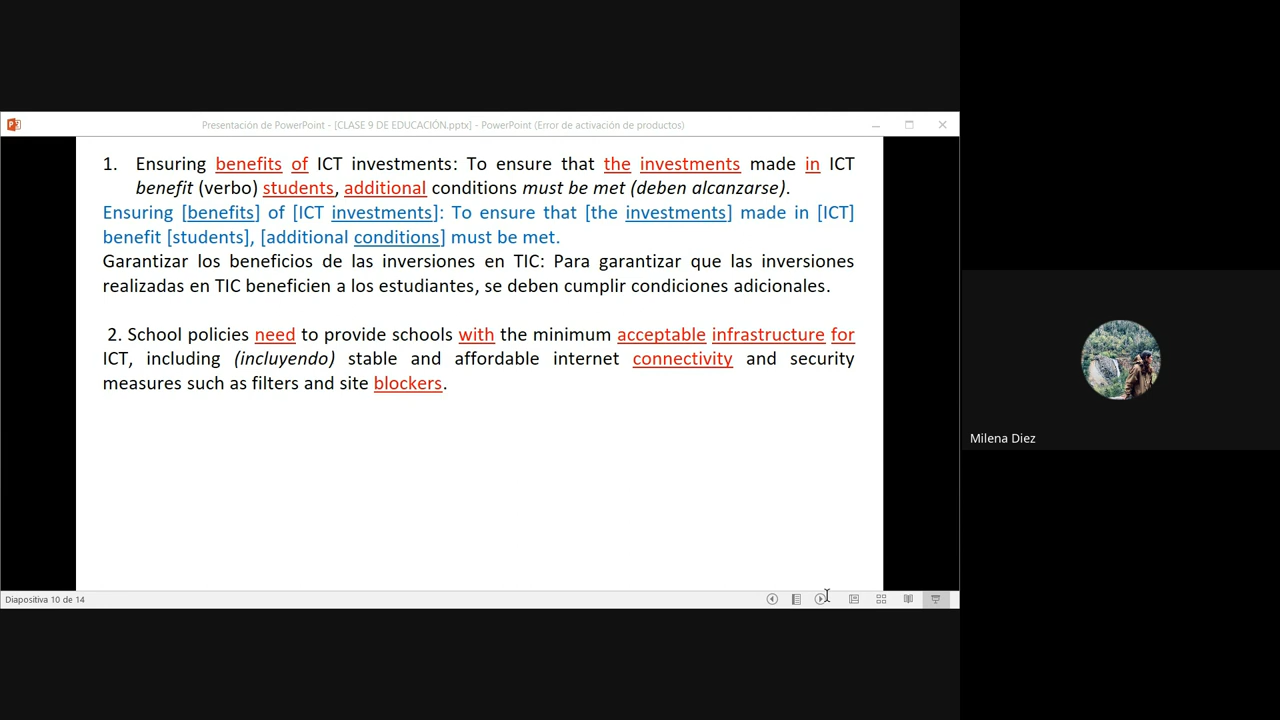 Presentación de PowerPoint - [CLASE 9 DE EDUCACIÓN.pptx] - PowerPoint (Error de activación de productos)
1. Ensuring benefits of ICT investments: To ensure that the investments made in ICT
benefit (verbo) students, additional conditions must be met (deben alcanzarse).
Ensuring [benefits] of [ICT investments]: To ensure that [the investments] made in [ICT]
benefit [students], [additional conditions] must be met.
Garantizar los beneficios de las inversiones en TIC: Para garantizar que las inversiones
realizadas en TIC beneficien a los estudiantes, se deben cumplir condiciones adicionales.
2. School policies need to provide schools with the minimum acceptable infrastructure for
ICT, including (incluyendo) stable and affordable internet connectivity and security
measures such as filters and site blockers.
Milena Diez
Diapositiva 10 de 14